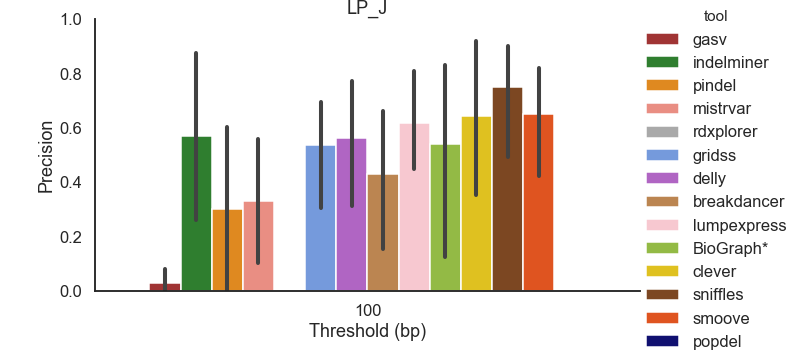 LP_J
1.0
0.8
0.6
0.4
0.2
0.0
Precision
100
Threshold (bp)
tool
gasv
indelminer
pindel
mistrvar
rdxplorer
gridss
delly
breakdancer
lumpexpress
BioGraph*
clever
sniffles
smoove
popdel